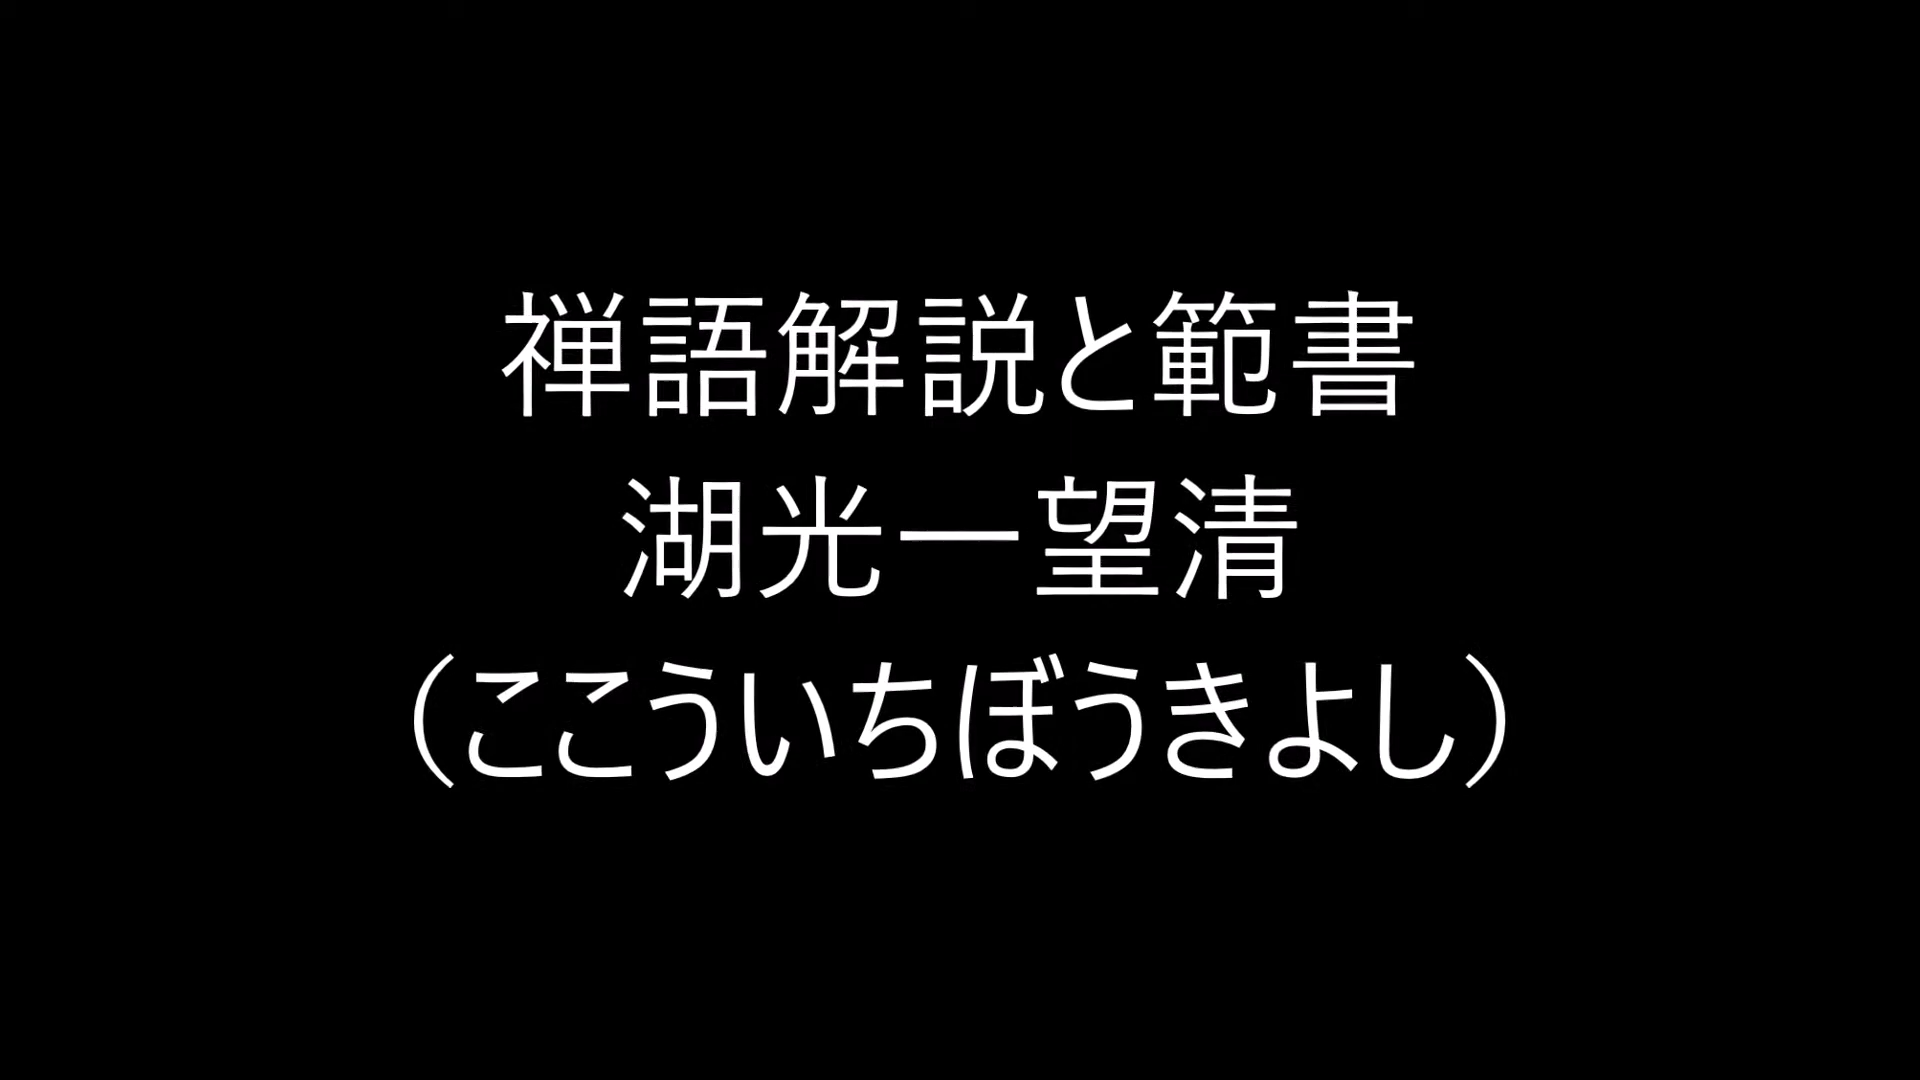 禅語解説と範書
湖光一望清
（ここういちぼうきよし）